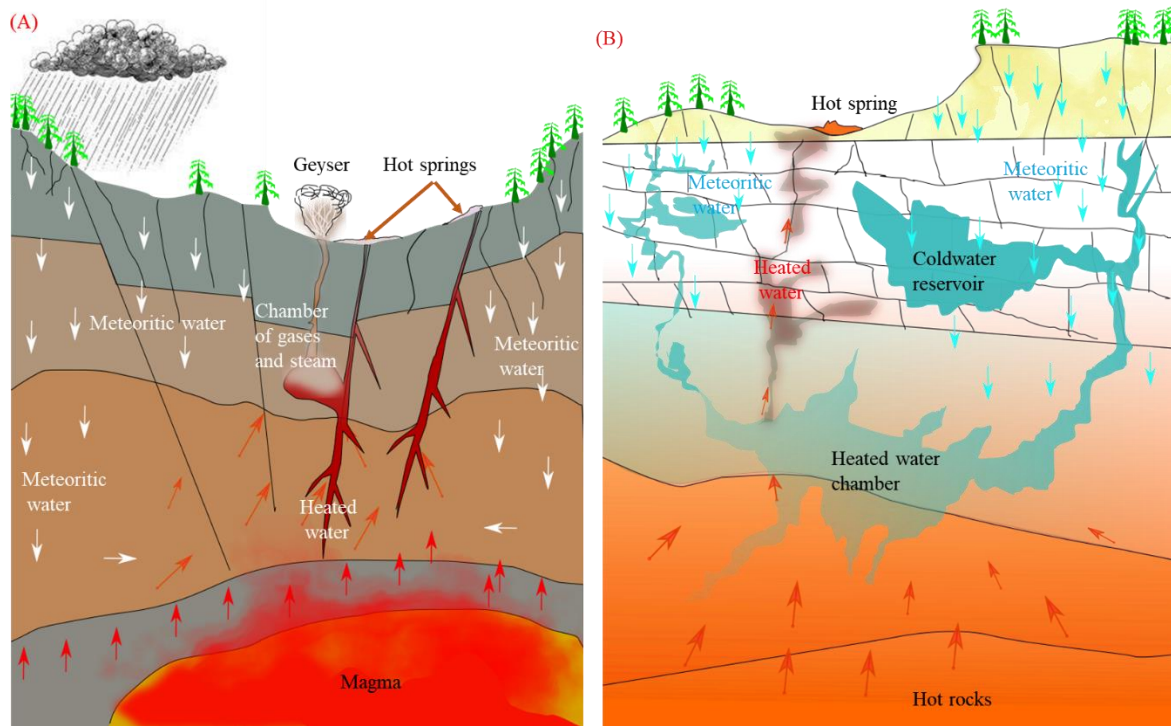 (A)
Geyser
Hot springs
Chamber
of gases
and steam
Meteoritic water
Meteoritic
water
Meteoritic
water
Heated
water
Magma
(B)
Hot spring
Meteoritic
water
Meteoritic
water
Coldwater
reservoir
Heated
water
Heated water
chamber
Hot rocks